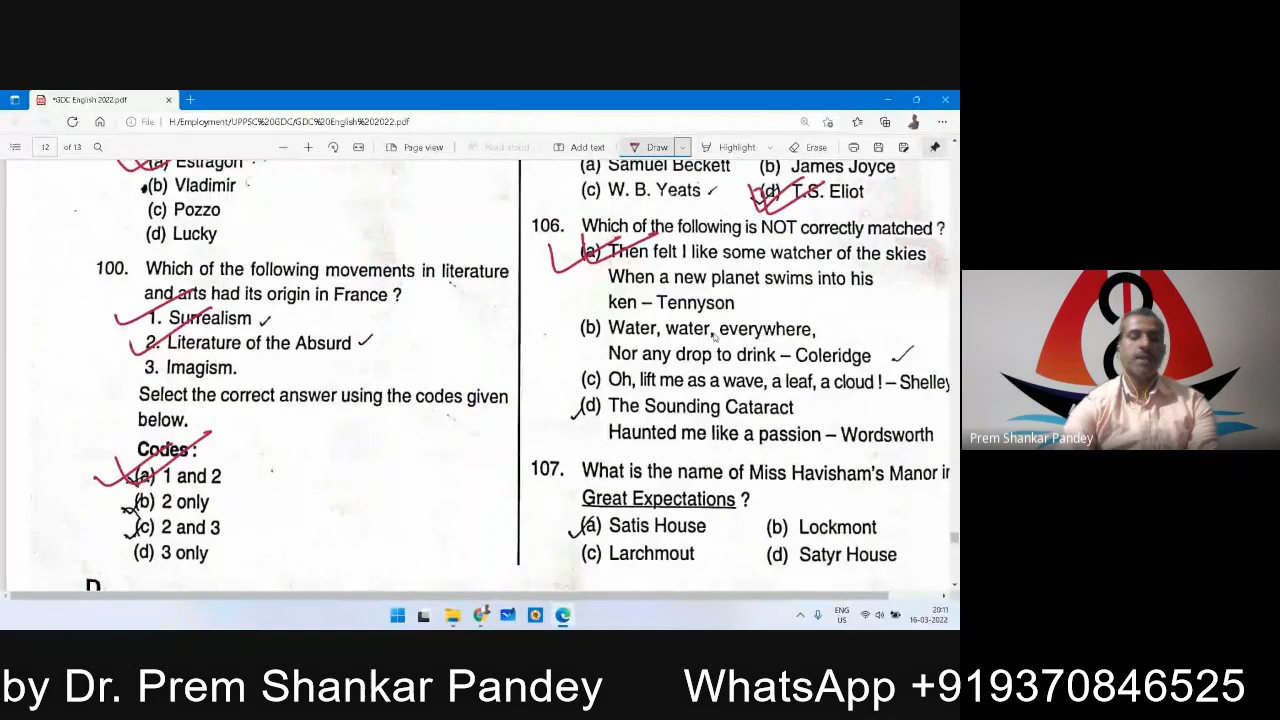 *GDC English 2022.pdf
File
H:/Employment/UPPSC%20GDC/GDC%20English%202022.pdf
12 of 13
Page view
Add text
Draw
Read aloud
Highlight
Erase
(a) Estragon
(b) Vladimir
(c) Pozzo
(d) Lucky
100. Which of the following movements in literature
and arts had its origin in France ?
1. Surrealism
2. Literature of the Absurd
3. Imagism.
Select the correct answer using the codes given
below.
Codes :
(a) 1 and 2
(b) 2 only
(c) 2 and 3
(d) 3 only
D
(a) Samuel Beckett (b) James Joyce
(c) W. B. Yeats (d) T.S. Eliot
106. Which of the following is NOT correctly matched ?
(a) Then felt I like some watcher of the skies
When a new planet swims into his
ken – Tennyson
(b) Water, water, everywhere,
Nor any drop to drink – Coleridge
(c) Oh, lift me as a wave, a leaf, a cloud ! – Shelley
(d) The Sounding Cataract
Haunted me like a passion – Wordsworth
107. What is the name of Miss Havisham's Manor in
Great Expectations ?
(a) Satis House (b) Lockmont
(c) Larchmout (d) Satyr House
ENG
US
20:11
16-03-2022
Prem Shankar Pandey
by Dr. Prem Shankar Pandey WhatsApp +919370846525